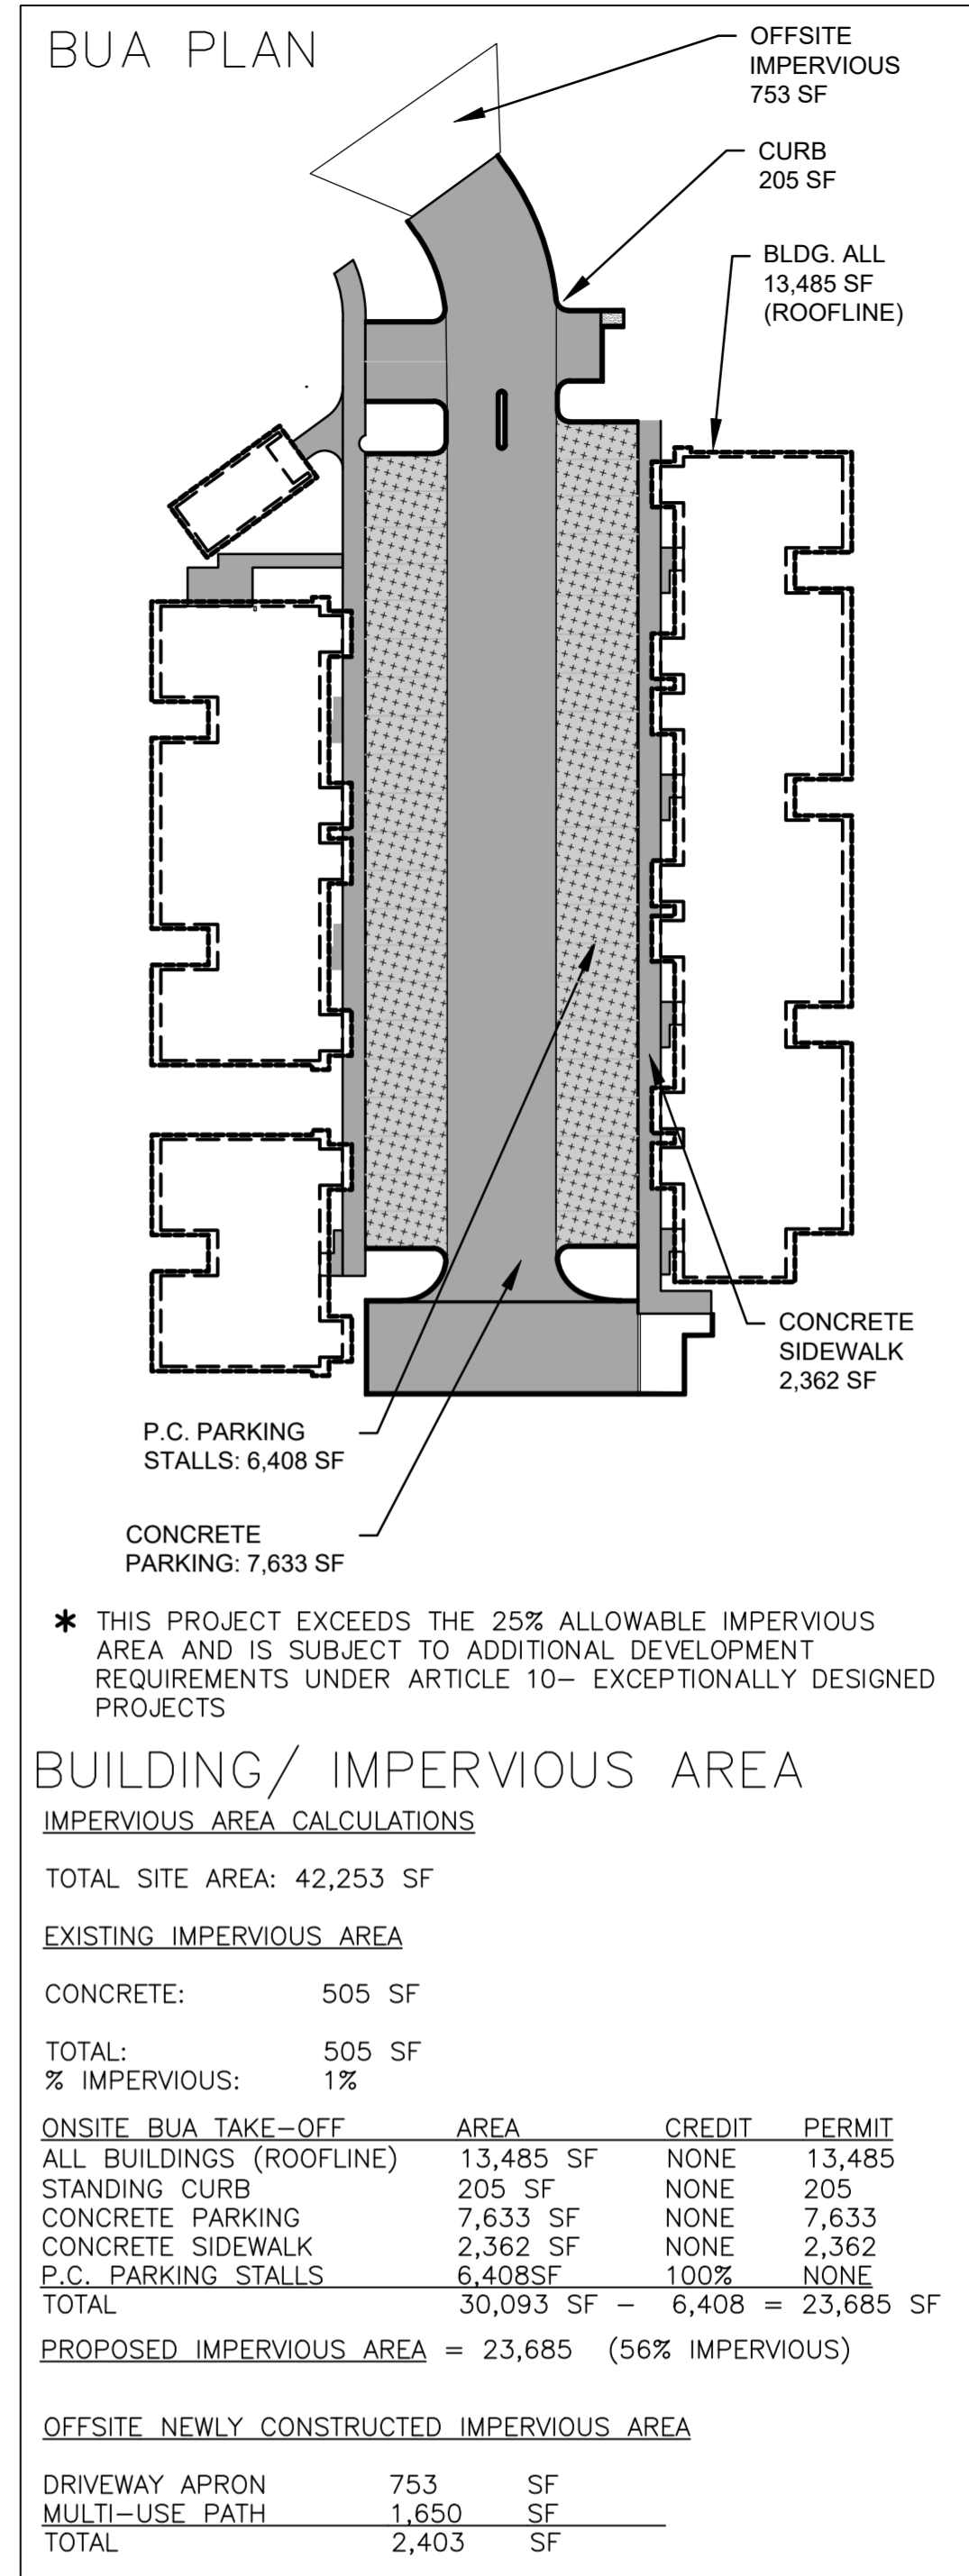 BUA PLAN
OFFSITE
IMPERVIOUS
753 SF
CURB
205 SF
BLDG. ALL
13,485 SF
(ROOFLINE)
CONCRETE
SIDEWALK
2,362 SF
P.C. PARKING
STALLS: 6,408 SF
CONCRETE
PARKING: 7,633 SF
* THIS PROJECT EXCEEDS THE 25% ALLOWABLE IMPERVIOUS
AREA AND IS SUBJECT TO ADDITIONAL DEVELOPMENT
REQUIREMENTS UNDER ARTICLE 10– EXCEPTIONALLY DESIGNED
PROJECTS
BUILDING/ IMPERVIOUS AREA
IMPERVIOUS AREA CALCULATIONS
TOTAL SITE AREA: 42,253 SF
EXISTING IMPERVIOUS AREA
CONCRETE: 505 SF
TOTAL: 505 SF
% IMPERVIOUS: 1%
ONSITE BUA TAKE–OFF AREA CREDIT PERMIT
ALL BUILDINGS (ROOFLINE) 13,485 SF NONE 13,485
STANDING CURB 205 SF NONE 205
CONCRETE PARKING 7,633 SF NONE 7,633
CONCRETE SIDEWALK 2,362 SF NONE 2,362
P.C. PARKING STALLS 6,408SF 100% NONE
TOTAL 30,093 SF – 6,408 = 23,685 SF
PROPOSED IMPERVIOUS AREA = 23,685 (56% IMPERVIOUS)
OFFSITE NEWLY CONSTRUCTED IMPERVIOUS AREA
DRIVEWAY APRON 753 SF
MULTI–USE PATH 1,650 SF
TOTAL 2,403 SF